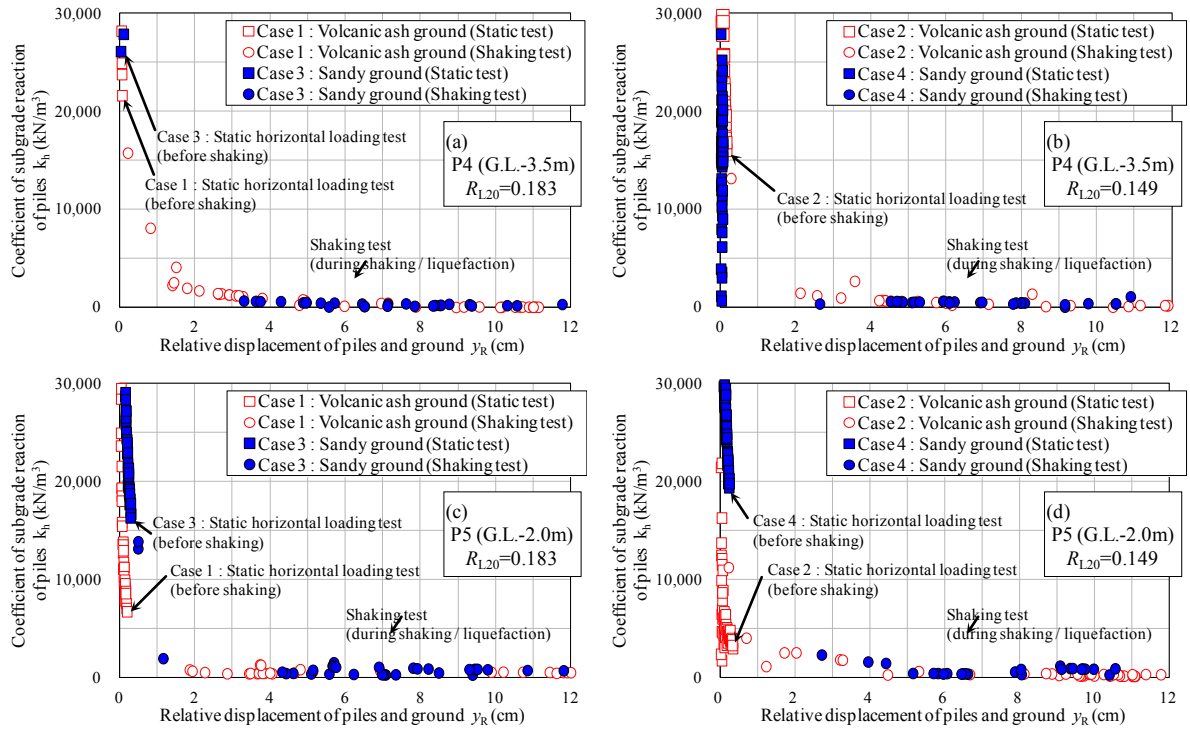 30,000
20,000
10,000
0
Coefficient of subgrade reaction
of piles k_h (kN/m³)
Case 1 : Volcanic ash ground (Static test)
Case 1 : Volcanic ash ground (Shaking test)
Case 3 : Sandy ground (Static test)
Case 3 : Sandy ground (Shaking test)
Case 3 : Static horizontal loading test
(before shaking)
Case 1 : Static horizontal loading test
(before shaking)
(a)
P4 (G.L.-3.5m)
R_L20=0.183
Shaking test
(during shaking / liquefaction)
0 2 4 6 8 10 12
Relative displacement of piles and ground y_R (cm)
30,000
20,000
10,000
0
Coefficient of subgrade reaction
of piles k_h (kN/m³)
Case 2 : Volcanic ash ground (Static test)
Case 2 : Volcanic ash ground (Shaking test)
Case 4 : Sandy ground (Static test)
Case 4 : Sandy ground (Shaking test)
(b)
P4 (G.L.-3.5m)
R_L20=0.149
Case 2 : Static horizontal loading test
(before shaking)
Shaking test
(during shaking / liquefaction)
0 2 4 6 8 10 12
Relative displacement of piles and ground y_R (cm)
30,000
20,000
10,000
0
Coefficient of subgrade reaction
of piles k_h (kN/m³)
Case 1 : Volcanic ash ground (Static test)
Case 1 : Volcanic ash ground (Shaking test)
Case 3 : Sandy ground (Static test)
Case 3 : Sandy ground (Shaking test)
(c)
P5 (G.L.-2.0m)
R_L20=0.183
Case 3 : Static horizontal loading test
(before shaking)
Case 1 : Static horizontal loading test
(before shaking)
Shaking test
(during shaking / liquefaction)
0 2 4 6 8 10 12
Relative displacement of piles and ground y_R (cm)
30,000
20,000
10,000
0
Coefficient of subgrade reaction
of piles k_h (kN/m³)
Case 2 : Volcanic ash ground (Static test)
Case 2 : Volcanic ash ground (Shaking test)
Case 4 : Sandy ground (Static test)
Case 4 : Sandy ground (Shaking test)
(d)
P5 (G.L.-2.0m)
R_L20=0.149
Case 4 : Static horizontal loading test
(before shaking)
Case 2 : Static horizontal loading test
(before shaking)
Shaking test
(during shaking / liquefaction)
0 2 4 6 8 10 12
Relative displacement of piles and ground y_R (cm)